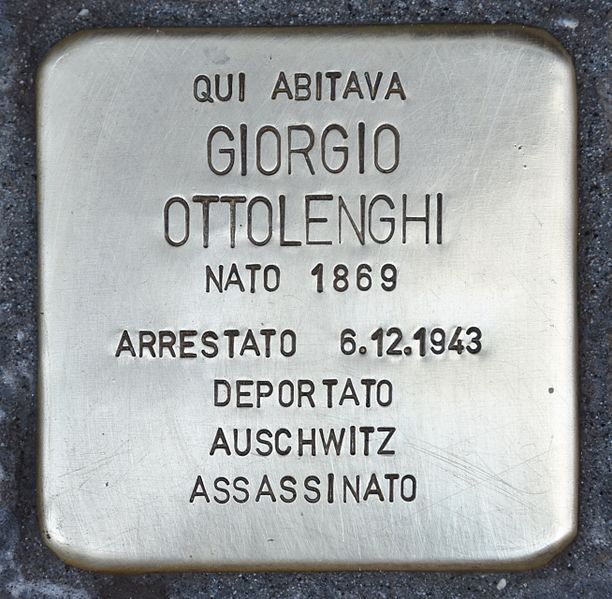 QUI ABITAVA
GIORGIO
OTTOLENGHI
NATO 1869
ARRESTATO 6.12.1943
DEPORTATO
AUSCHWITZ
ASSASSINATO